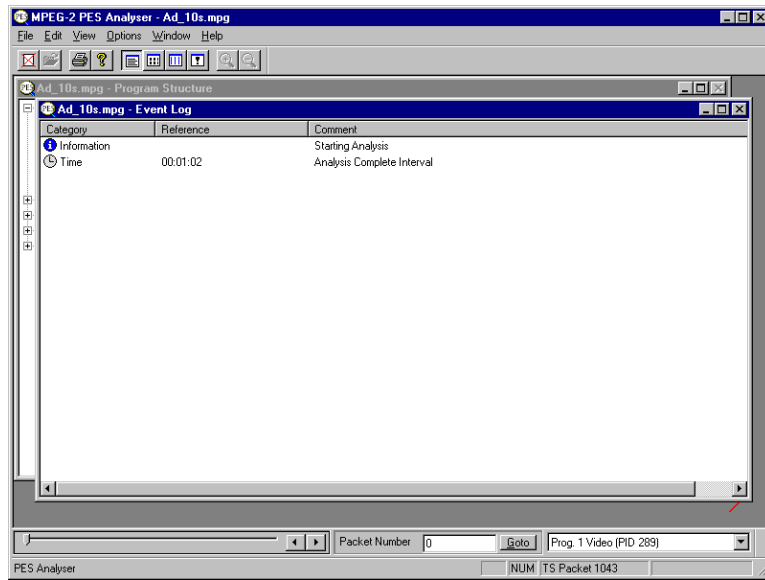 MPEG-2 PES Analyser - Ad_10s.mpg
File Edit View Options Window Help
Ad_10s.mpg - Program Structure
Ad_10s.mpg - Event Log
Category Reference Comment
Information Starting Analysis
Time 00:01:02 Analysis Complete Interval
Packet Number 0 Goto Prog. 1 Video (PID 289)
PES Analyser NUM TS Packet 1043